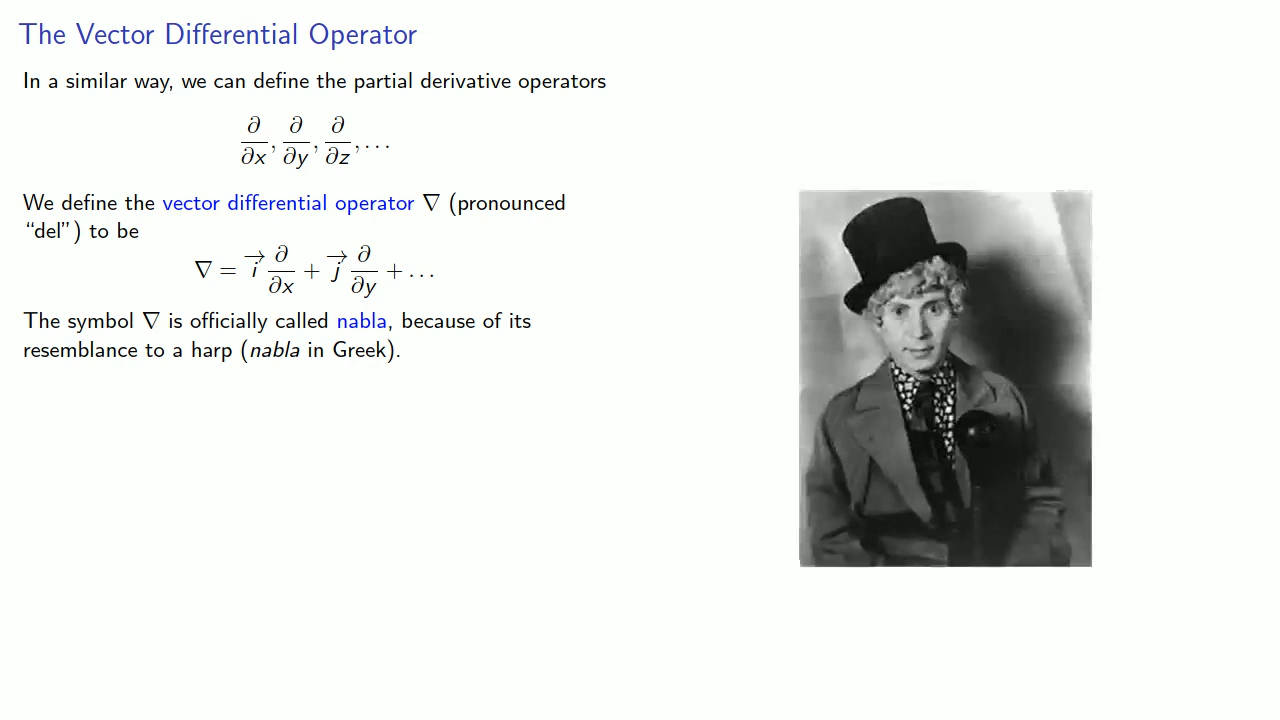 The Vector Differential Operator
In a similar way, we can define the partial derivative operators
∂/∂x, ∂/∂y, ∂/∂z, ...
We define the vector differential operator ∇ (pronounced
“del”) to be
∇ = i⃗ ∂/∂x + j⃗ ∂/∂y + ...
The symbol ∇ is officially called nabla, because of its
resemblance to a harp (nabla in Greek).